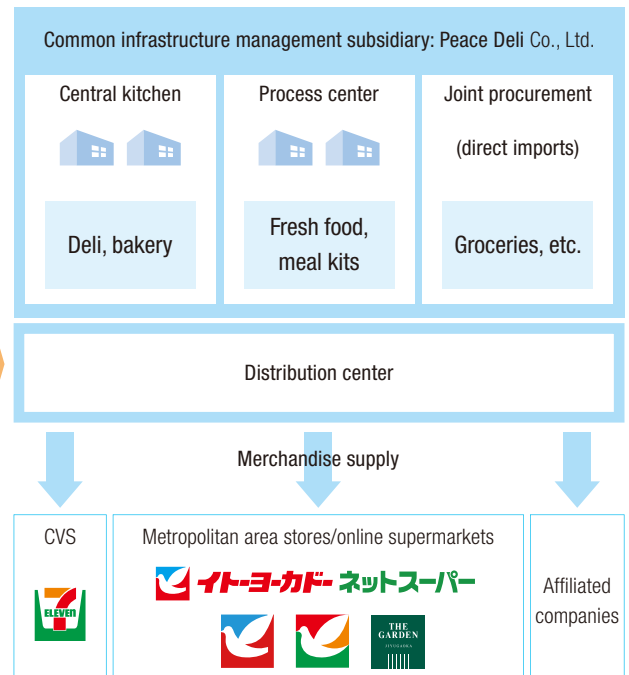 Common infrastructure management subsidiary: Peace Deli Co., Ltd.
Central kitchen
Deli, bakery
Process center
Fresh food,
meal kits
Joint procurement
(direct imports)
Groceries, etc.
Distribution center
Merchandise supply
CVS
7
ELEVEN
Metropolitan area stores/online supermarkets
イトーヨーカドー ネットスーパー
THE
GARDEN
JIYUGAOKA
Affiliated
companies